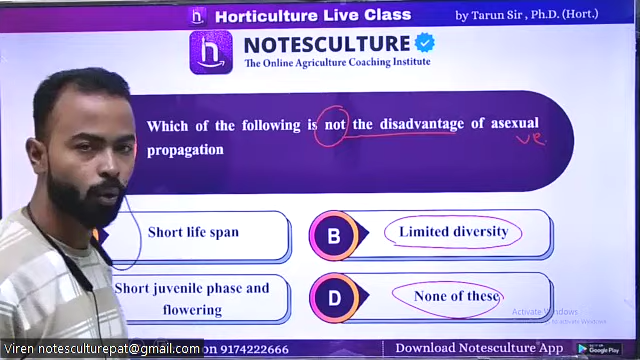 Horticulture Live Class
by Tarun Sir , Ph.D. (Hort.)
NOTESCULTURE
The Online Agriculture Coaching Institute
Which of the following is not the disadvantage of asexual
propagation
ve
Short life span
B
Limited diversity
Short juvenile phase and
flowering
D
None of these
Activate Windows
Viren notesculturepat@gmail.com
on 9174222666
Download NotesCulture App
Google Play